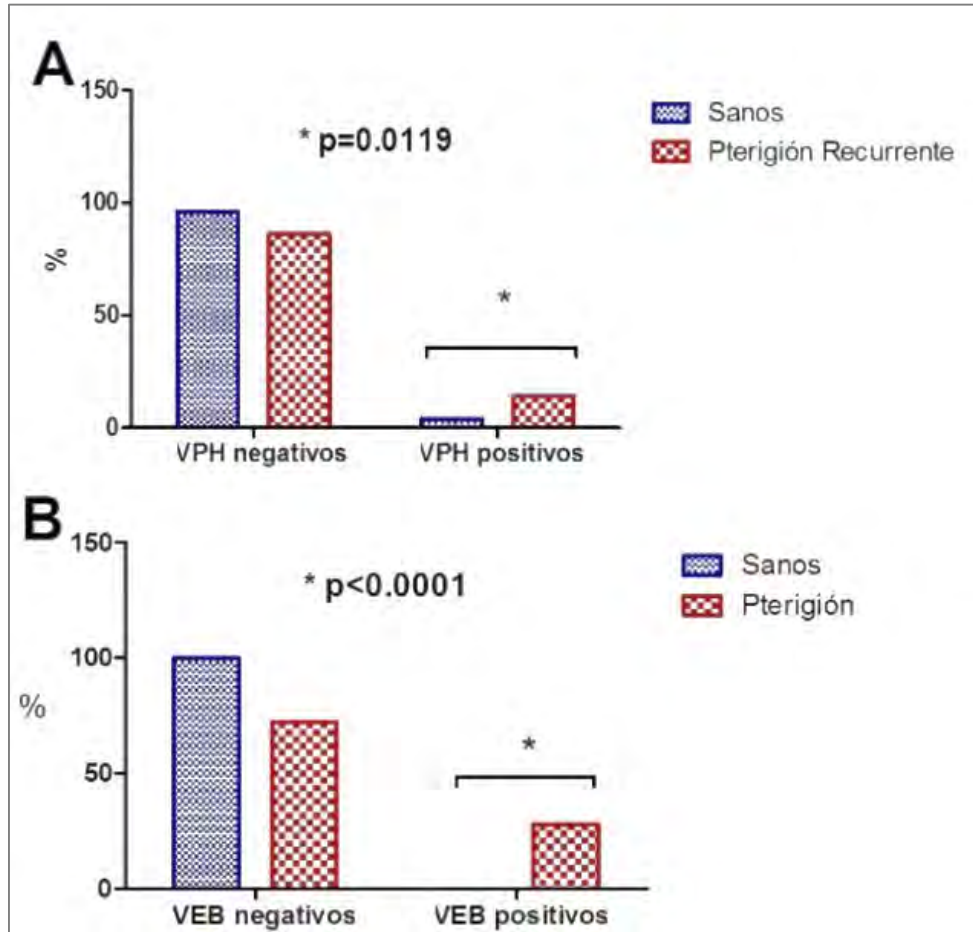 A
150
* p=0.0119
Sanos
Pterigión Recurrente
100
%
50
*
0
VPH negativos
VPH positivos
B
150
* p<0.0001
Sanos
Pterigión
100
%
*
50
0
VEB negativos
VEB positivos